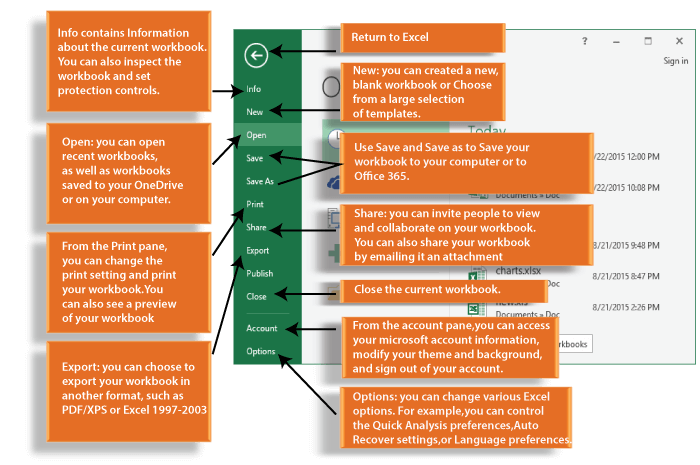 Info contains Information
about the current workbook.
You can also inspect the
workbook and set
protection controls.
Open: you can open
recent workbooks,
as well as workbooks
saved to your OneDrive
or on your computer.
From the Print pane,
you can change the
print setting and print
your workbook.You
can also see a preview
of your workbook
Export: you can choose to
export your workbook in
another format, such as
PDF/XPS or Excel 1997-2003
Info
New
Open
Save
Save As
Print
Share
Export
Publish
Close
Account
Options
Return to Excel
New: you can created a new,
blank workbook or Choose
from a large selection
of templates.
Use Save and Save as to Save your
workbook to your computer or to
Office 365.
Share: you can invite people to view
and collaborate on your workbook.
You can also share your workbook
by emailing it an attachment
Close the current workbook.
From the account pane,you can access
your microsoft account information,
modify your theme and background,
and sign out of your account.
Options: you can change various Excel
options. For example,you can control
the Quick Analysis preferences,Auto
Recover settings,or Language preferences,
?
Sign in
Today
/22/2015 12:00 PM
/22/2015 10:08 PM
Documents » Doc
8/21/2015 9:48 PM
charts.xlsx
8/21/2015 8:47 PM
Documents » Doc
8/21/2015 2:26 PM
Documents » Doc